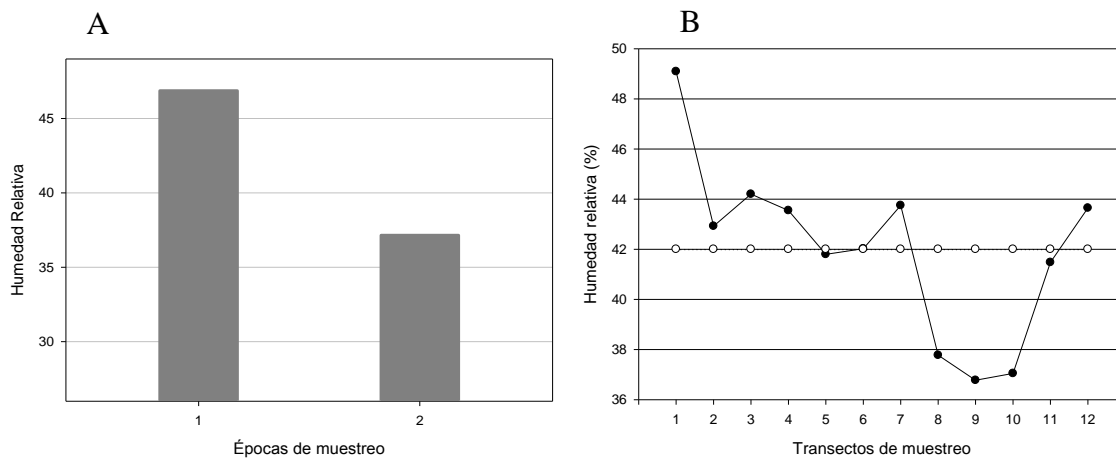 A
Humedad Relativa
45
40
35
30
1 2
Épocas de muestreo
B
Humedad relativa (%)
50
48
46
44
42
40
38
36
1 2 3 4 5 6 7 8 9 10 11 12
Transectos de muestreo